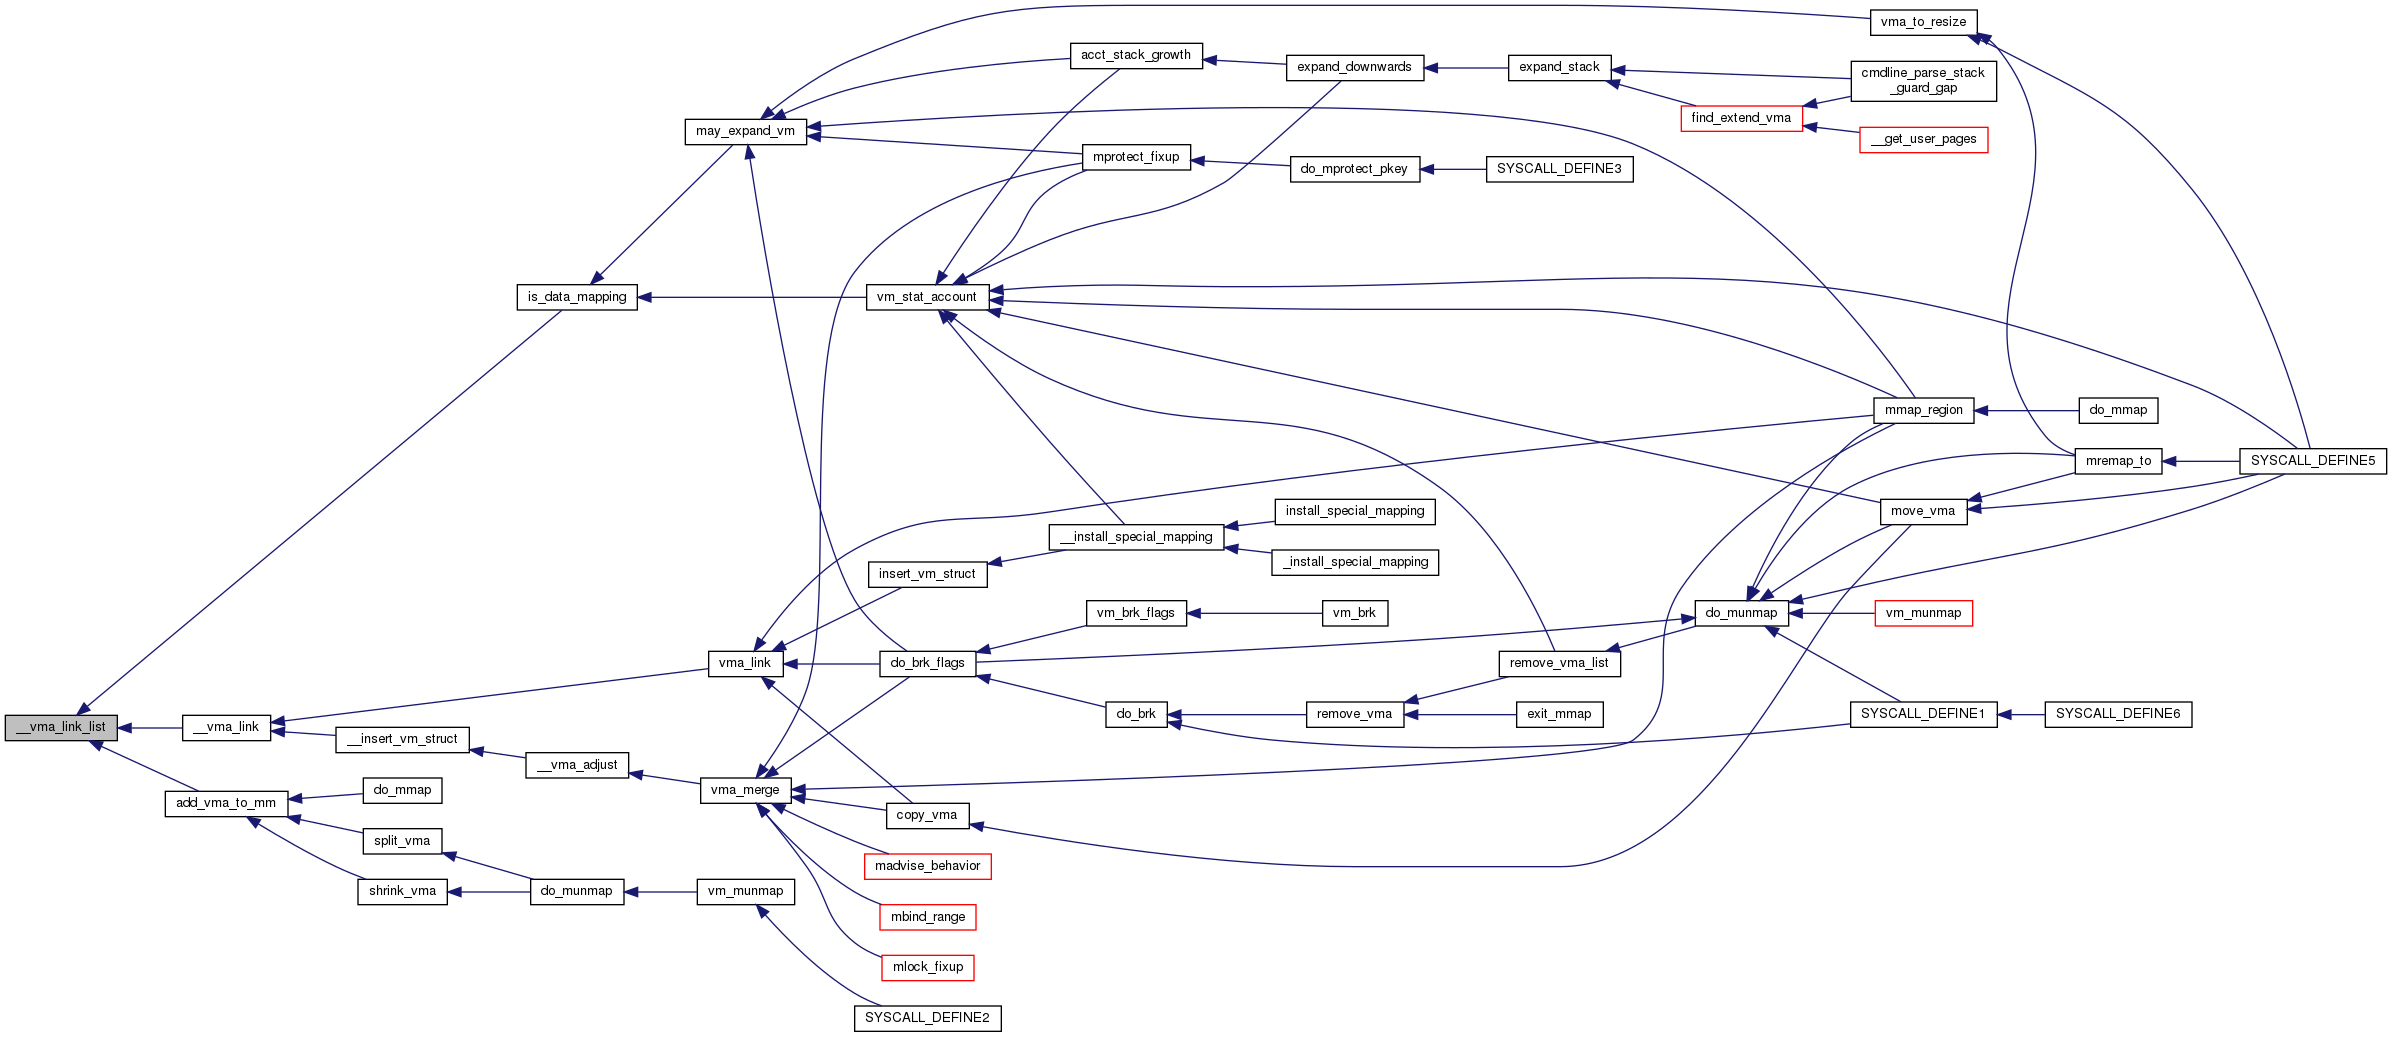 vma_to_resize
acct_stack_growth
expand_downwards
expand_stack
cmdline_parse_stack
_guard_gap
find_extend_vma
may_expand_vm
__get_user_pages
mprotect_fixup
do_mprotect_pkey
SYSCALL_DEFINE3
is_data_mapping
vm_stat_account
mmap_region
do_mmap
mremap_to
SYSCALL_DEFINE5
install_special_mapping
move_vma
__install_special_mapping
_install_special_mapping
insert_vm_struct
vm_brk_flags
vm_brk
do_munmap
vm_munmap
vma_link
do_brk_flags
remove_vma_list
do_brk
remove_vma
exit_mmap
SYSCALL_DEFINE1
SYSCALL_DEFINE6
__vma_link_list
__vma_link
__insert_vm_struct
__vma_adjust
vma_merge
do_mmap
add_vma_to_mm
copy_vma
split_vma
madvise_behavior
shrink_vma
do_munmap
vm_munmap
mbind_range
mlock_fixup
SYSCALL_DEFINE2